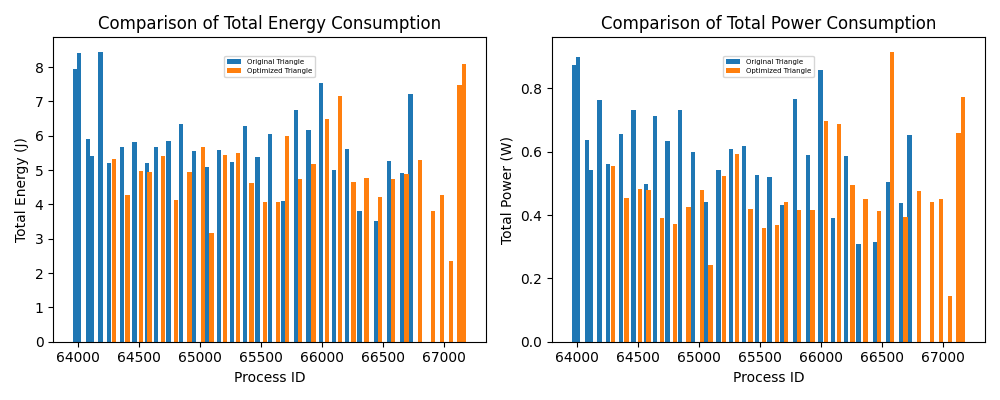 Comparison of Total Energy Consumption
Original Triangle
Optimized Triangle
Total Energy (J)
8
7
6
5
4
3
2
1
0
64000 64500 65000 65500 66000 66500 67000
Process ID
Comparison of Total Power Consumption
Original Triangle
Optimized Triangle
Total Power (W)
0.8
0.6
0.4
0.2
0.0
64000 64500 65000 65500 66000 66500 67000
Process ID